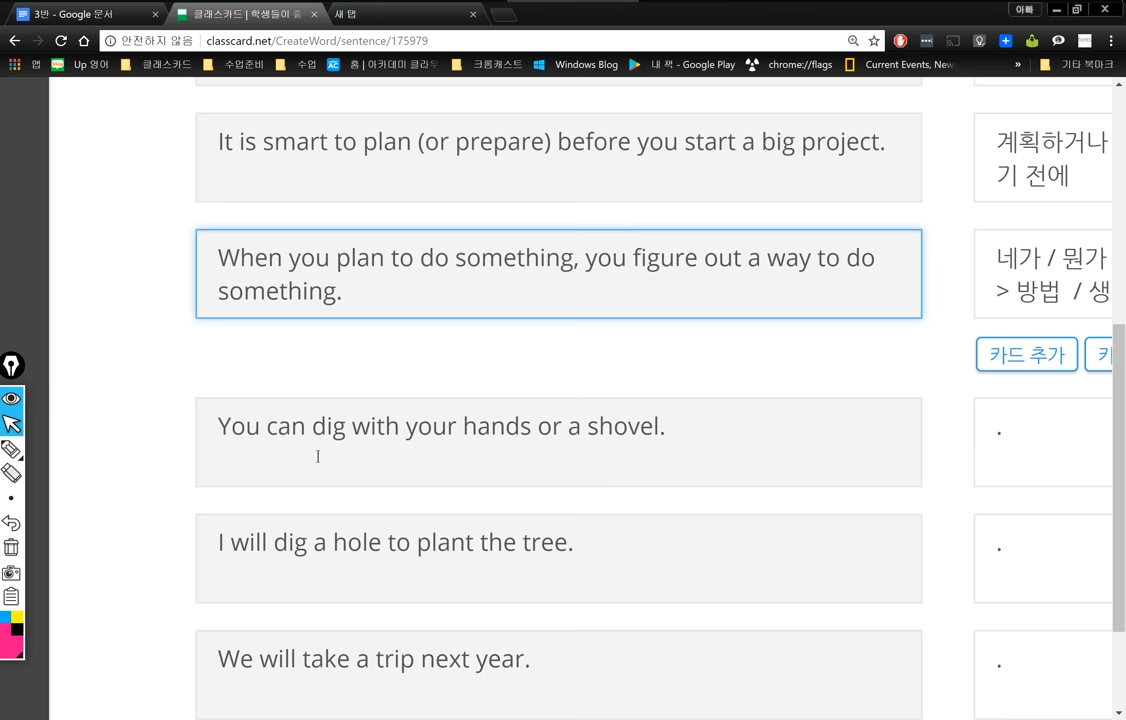 3반 - Google 문서
클래스카드 | 학생들이 좋
새 탭
아빠
안전하지 않음
classcard.net/CreateWord/sentence/175979
앱
Up 영어
클래스카드
수업준비
수업
홈 | 아카데미 클라우
크롬캐스트
Windows Blog
내 책 - Google Play
chrome://flags
Current Events, New
»
기타 북마크
It is smart to plan (or prepare) before you start a big project.
계획하거나
기 전에
When you plan to do something, you figure out a way to do
something.
네가 / 뭔가
> 방법 / 생
카드 추가
카
You can dig with your hands or a shovel.
.
I will dig a hole to plant the tree.
.
We will take a trip next year.
.